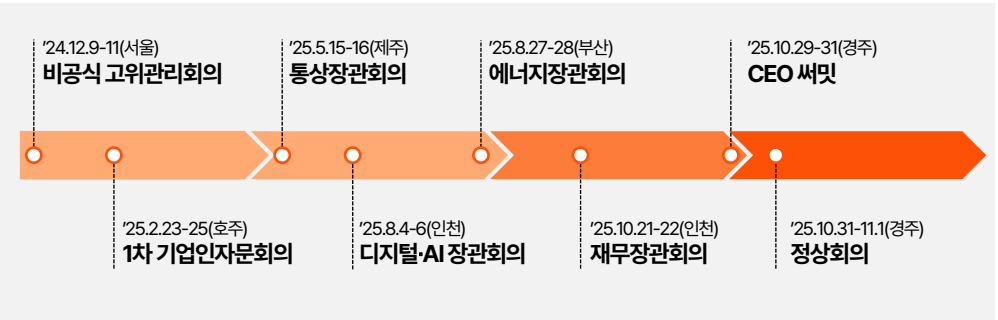 '24.12.9-11(서울)
비공식 고위관리회의
'25.5.15-16(제주)
통상장관회의
'25.8.27-28(부산)
에너지장관회의
'25.10.29-31(경주)
CEO 써밋
'25.2.23-25(호주)
1차 기업인자문회의
'25.8.4-6(인천)
디지털·AI 장관회의
'25.10.21-22(인천)
재무장관회의
'25.10.31-11.1(경주)
정상회의